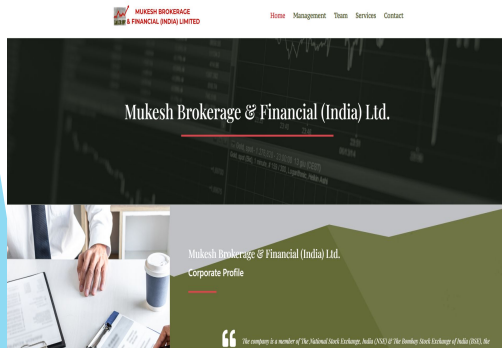 MUKESH BROKERAGE
& FINANCIAL (INDIA) LIMITED
Home Management Team Services Contact
Mukesh Brokerage & Financial (India) Ltd.
Mukesh Brokerage & Financial (India) Ltd.
Corporate Profile
The company is a member of The National Stock Exchange, India (NSE) & The Bombay Stock Exchange of India (BSE), the